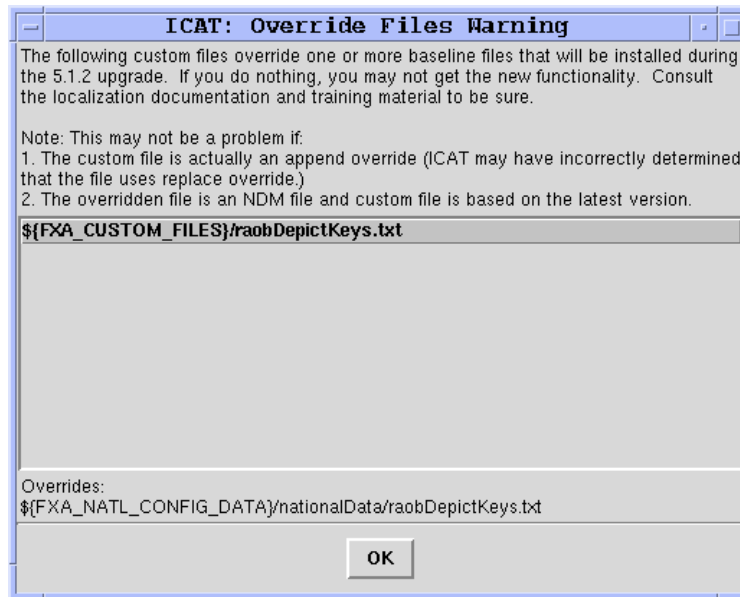 ICAT: Override Files Warning
The following custom files override one or more baseline files that will be installed during
the 5.1.2 upgrade. If you do nothing, you may not get the new functionality. Consult
the localization documentation and training material to be sure.
Note: This may not be a problem if:
1. The custom file is actually an append override (ICAT may have incorrectly determined
that the file uses replace override.)
2. The overridden file is an NDM file and custom file is based on the latest version.
${FXA_CUSTOM_FILES}/raobDepictKeys.txt
Overrides:
${FXA_NATL_CONFIG_DATA}/nationalData/raobDepictKeys.txt
OK